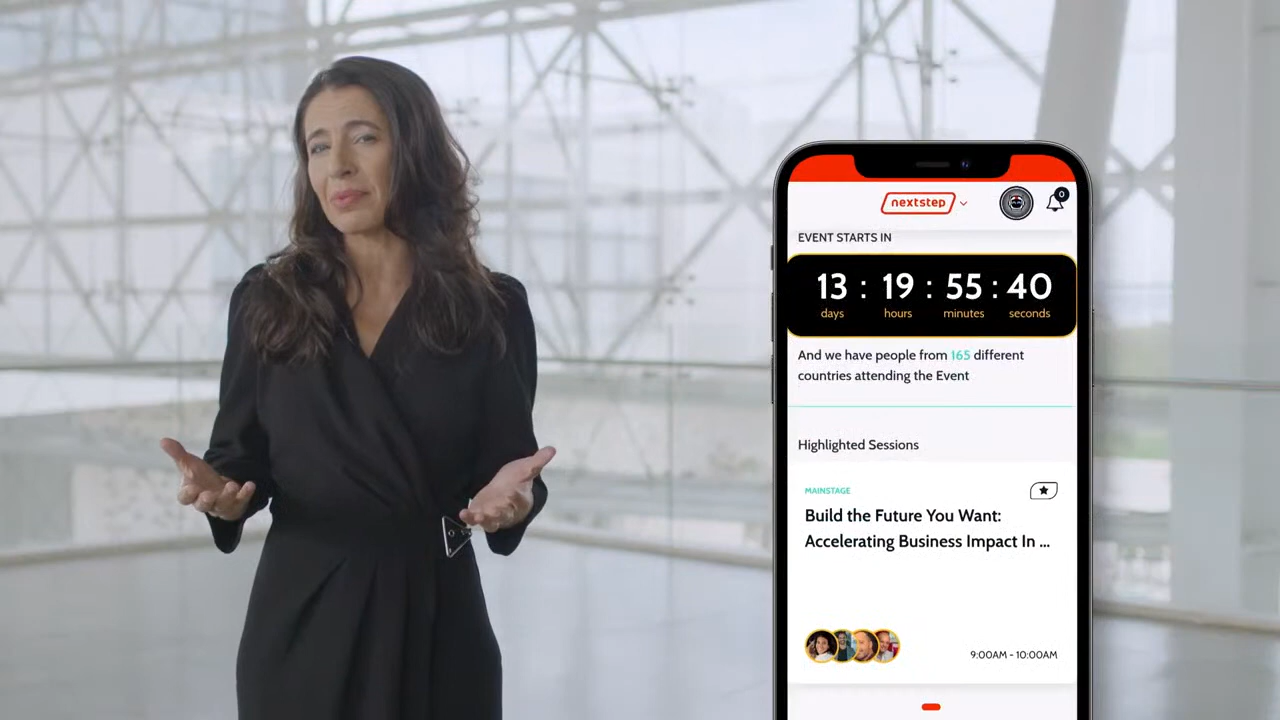 nextstep
0
EVENT STARTS IN
13 : 19 : 55 : 40
days hours minutes seconds
And we have people from 165 different
countries attending the Event
Highlighted Sessions
MAINSTAGE
Build the Future You Want:
Accelerating Business Impact In ...
9:00AM - 10:00AM